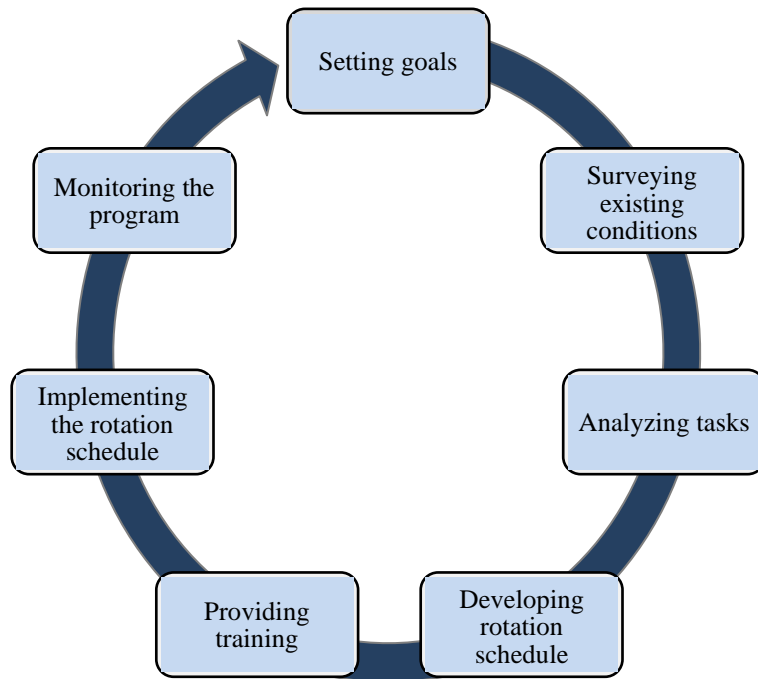 Setting goals
Surveying
existing
conditions
Analyzing tasks
Developing
rotation
schedule
Providing
training
Implementing
the rotation
schedule
Monitoring the
program